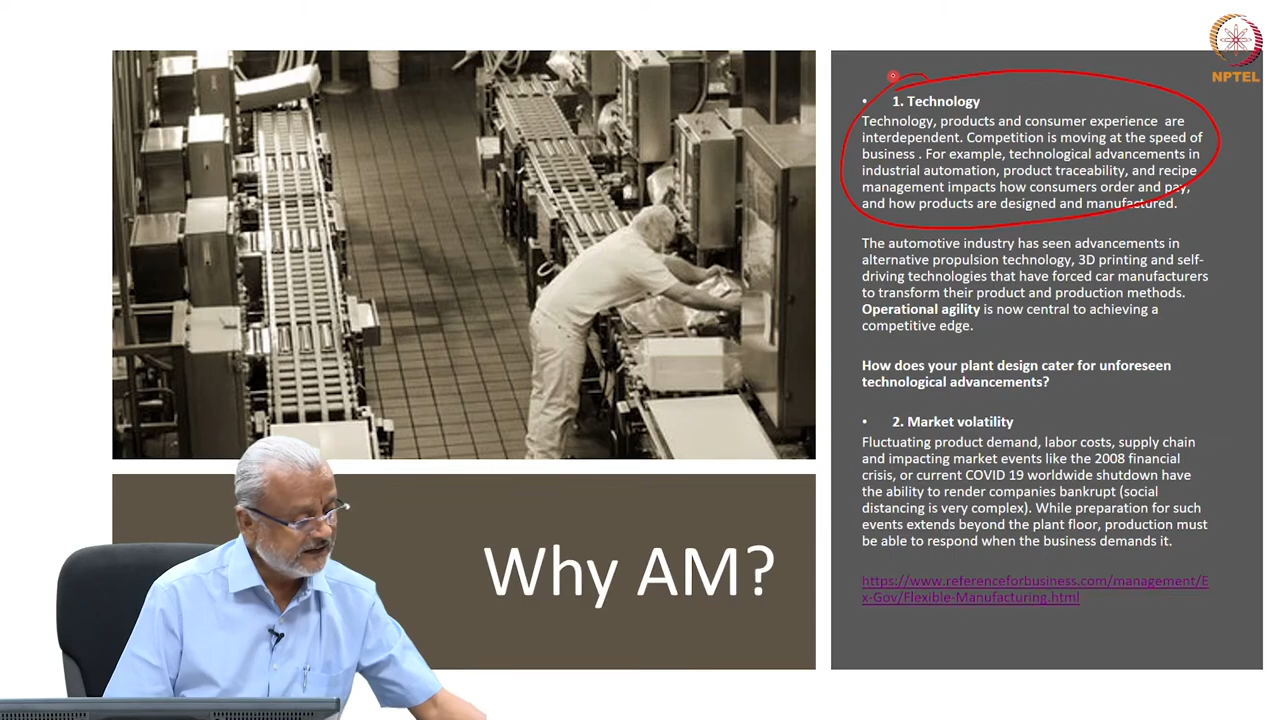 NPTEL
• 1. Technology
Technology, products and consumer experience are
interdependent. Competition is moving at the speed of
business . For example, technological advancements in
industrial automation, product traceability, and recipe
management impacts how consumers order and pay,
and how products are designed and manufactured.
The automotive industry has seen advancements in
alternative propulsion technology, 3D printing and self-
driving technologies that have forced car manufacturers
to transform their product and production methods.
Operational agility is now central to achieving a
competitive edge.
How does your plant design cater for unforeseen
technological advancements?
• 2. Market volatility
Fluctuating product demand, labor costs, supply chain
and impacting market events like the 2008 financial
crisis, or current COVID 19 worldwide shutdown have
the ability to render companies bankrupt (social
distancing is very complex). While preparation for such
events extends beyond the plant floor, production must
be able to respond when the business demands it.
https://www.referenceforbusiness.com/management/E
x-Gov/Flexible-Manufacturing.html
Why AM?